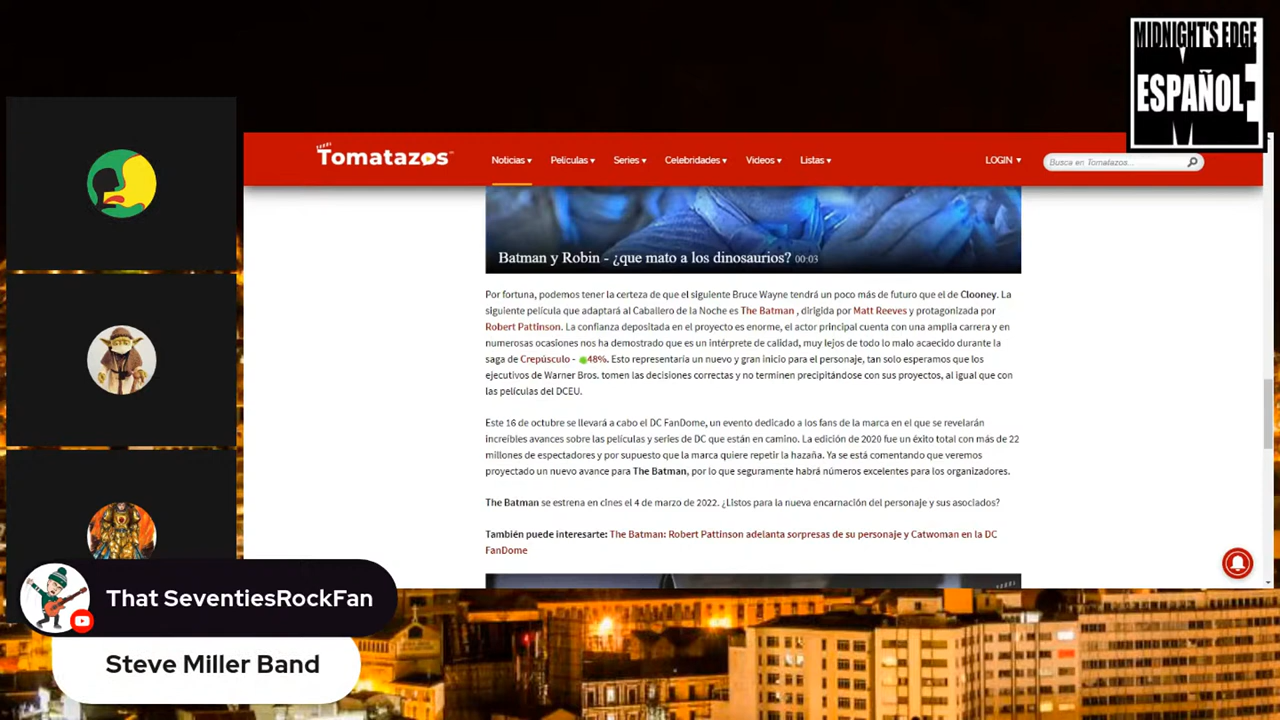 MIDNIGHT'S EDGE
ESPAÑOL
Tomatazos
Noticias
Películas
Series
Celebridades
Videos
Listas
LOGIN
Busca en Tomatazos...
Batman y Robin - ¿que mato a los dinosaurios? 00:03
Por fortuna, podemos tener la certeza de que el siguiente Bruce Wayne tendrá un poco más de futuro que el de Clooney. La
siguiente película que adaptará al Caballero de la Noche es The Batman , dirigida por Matt Reeves y protagonizada por
Robert Pattinson. La confianza depositada en el proyecto es enorme, el actor principal cuenta con una amplia carrera y en
numerosas ocasiones nos ha demostrado que es un intérprete de calidad, muy lejos de todo lo malo acaecido durante la
saga de Crepúsculo - 48%. Esto representaría un nuevo y gran inicio para el personaje, tan solo esperamos que los
ejecutivos de Warner Bros. tomen las decisiones correctas y no terminen precipitándose con sus proyectos, al igual que con
las películas del DCEU.
Este 16 de octubre se llevará a cabo el DC FanDome, un evento dedicado a los fans de la marca en el que se revelarán
increíbles avances sobre las películas y series de DC que están en camino. La edición de 2020 fue un éxito total con más de 22
millones de espectadores y por supuesto que la marca quiere repetir la hazaña. Ya se está comentando que veremos
proyectado un nuevo avance para The Batman, por lo que seguramente habrá números excelentes para los organizadores.
The Batman se estrena en cines el 4 de marzo de 2022. ¿Listos para la nueva encarnación del personaje y sus asociados?
También puede interesarte: The Batman: Robert Pattinson adelanta sorpresas de su personaje y Catwoman en la DC
FanDome
That SeventiesRockFan
Steve Miller Band